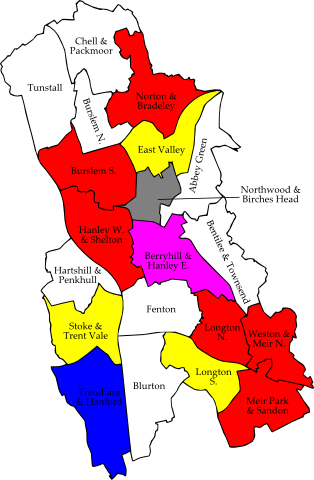 Chell &
Packmoor
Tunstall
Norton &
Bradeley
Burslem N.
East Valley
Abbey Green
Burslem S.
Northwood &
Birches Head
Hanley W.
& Shelton
Bentilee & Townsend
Berryhill &
Hanley E.
Hartshill &
Penkhull
Fenton
Stoke &
Trent Vale
Longton
N.
Weston &
Meir N.
Longton
S.
Blurton
Trentham
& Hanford
Meir Park
& Sandon